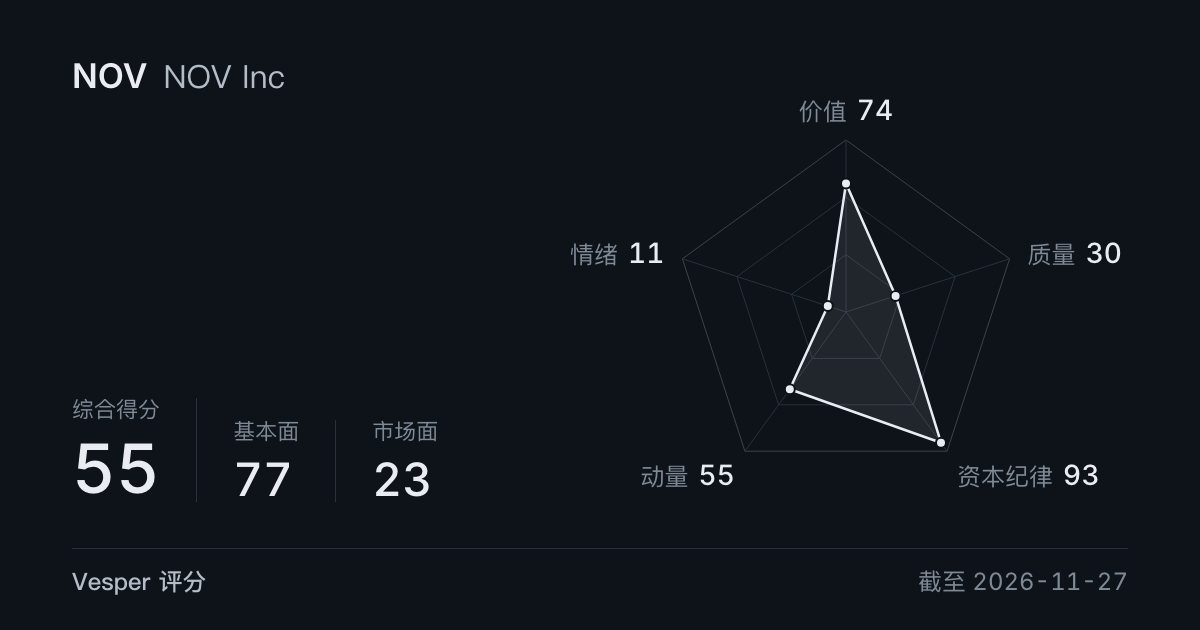 NOV NOV Inc
价值 74
情绪 11
质量 30
动量 55
资本纪律 93
综合得分
55
基本面
77
市场面
23
Vesper 评分
截至 2026-11-27